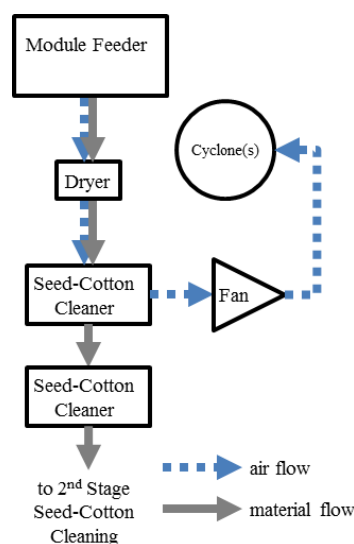 Module Feeder
Cyclone(s)
Dryer
Seed-Cotton
Cleaner
Fan
Seed-Cotton
Cleaner
to 2nd Stage
Seed-Cotton
Cleaning
air flow
material flow